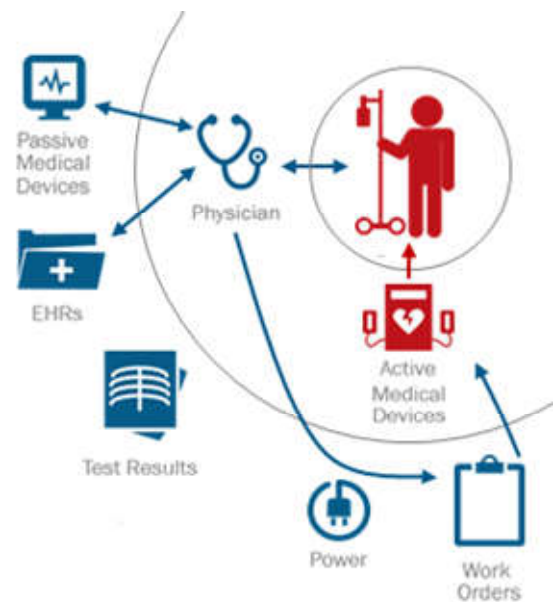 Passive
Medical
Devices
Physician
EHRs
Active
Medical
Devices
Test Results
Power
Work
Orders